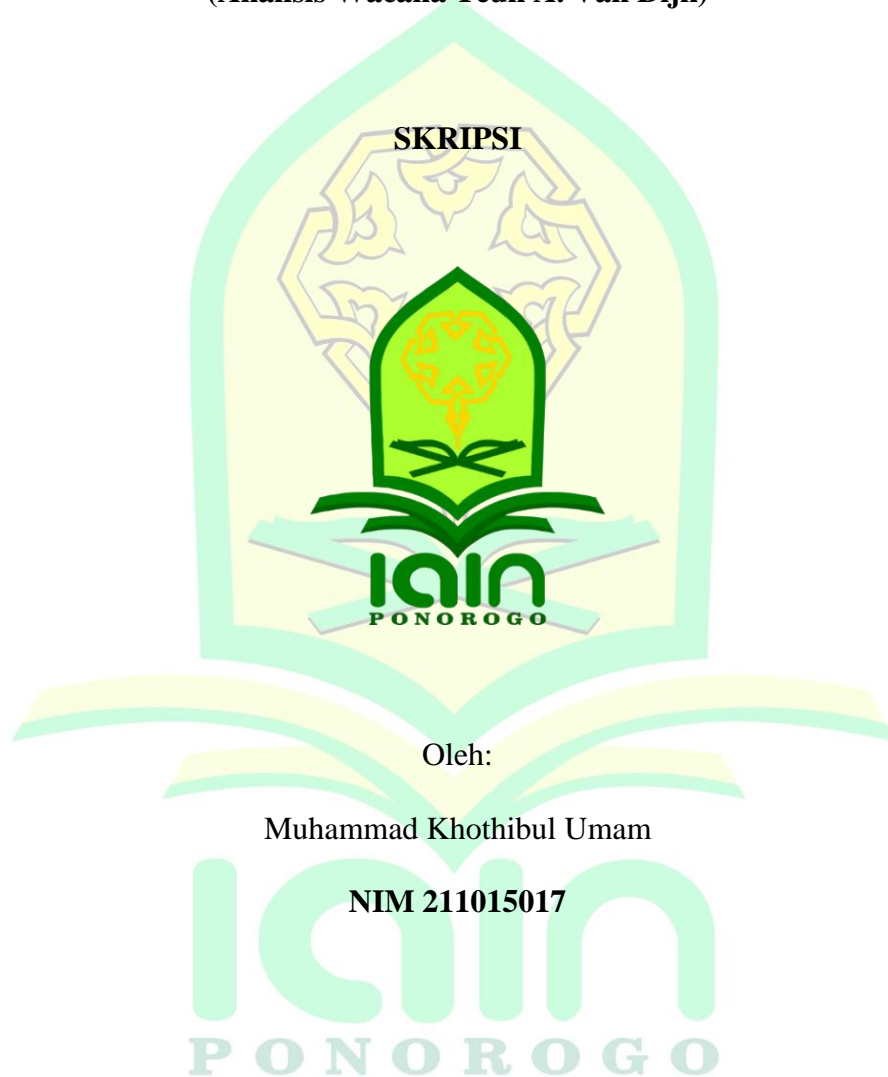 (Analisis Wacana Teun A. Van Dijk)
SKRIPSI
IAIN
PONOROGO
Oleh:
Muhammad Khothibul Umam
NIM 211015017
IAIN
PONOROGO